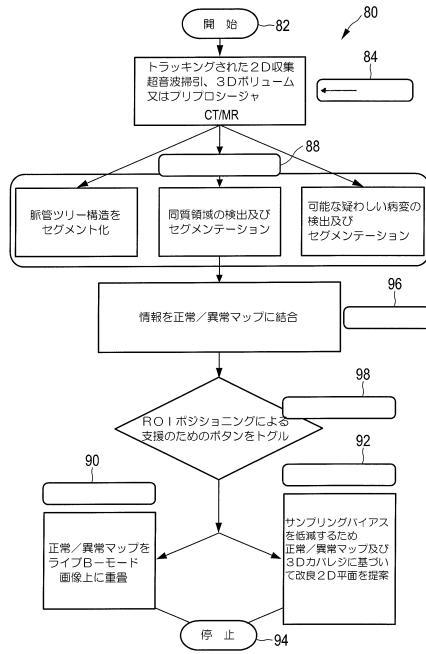 開 始
82
80
トラッキングされた2D収集
超音波掃引、3Dボリューム
又はプリプロシージャ
CT/MR
84
88
脈管ツリー構造を
セグメント化
同質領域の検出及び
セグメンテーション
可能な疑わしい病変の
検出及び
セグメンテーション
情報を正常／異常マップに結合
96
98
ROIポジショニングによる
支援のためのボタンをトグル
90
92
正常／異常マップを
ライブB－モード
画像上に重畳
サンプリングバイアス
を低減するため
正常／異常マップ及び
3Dカバレジに基づい
て改良2D平面を提案
停 止
94